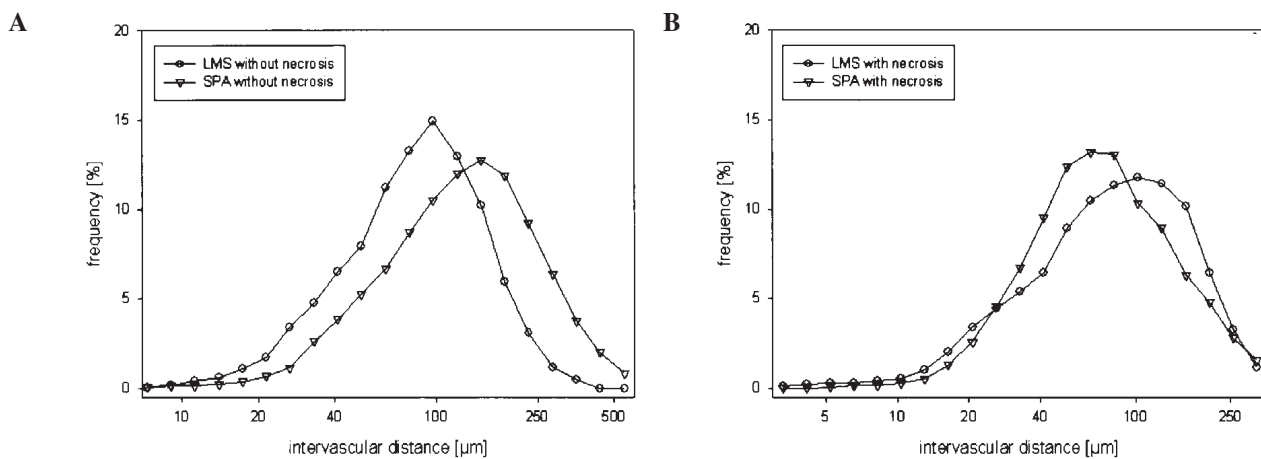 A
B
20
15
10
5
0
frequency [%]
LMS without necrosis
SPA without necrosis
10 20 40 100 250 500
intervascular distance [µm]
20
15
10
5
0
frequency [%]
LMS with necrosis
SPA with necrosis
5 10 20 40 100 250
intervascular distance [µm]